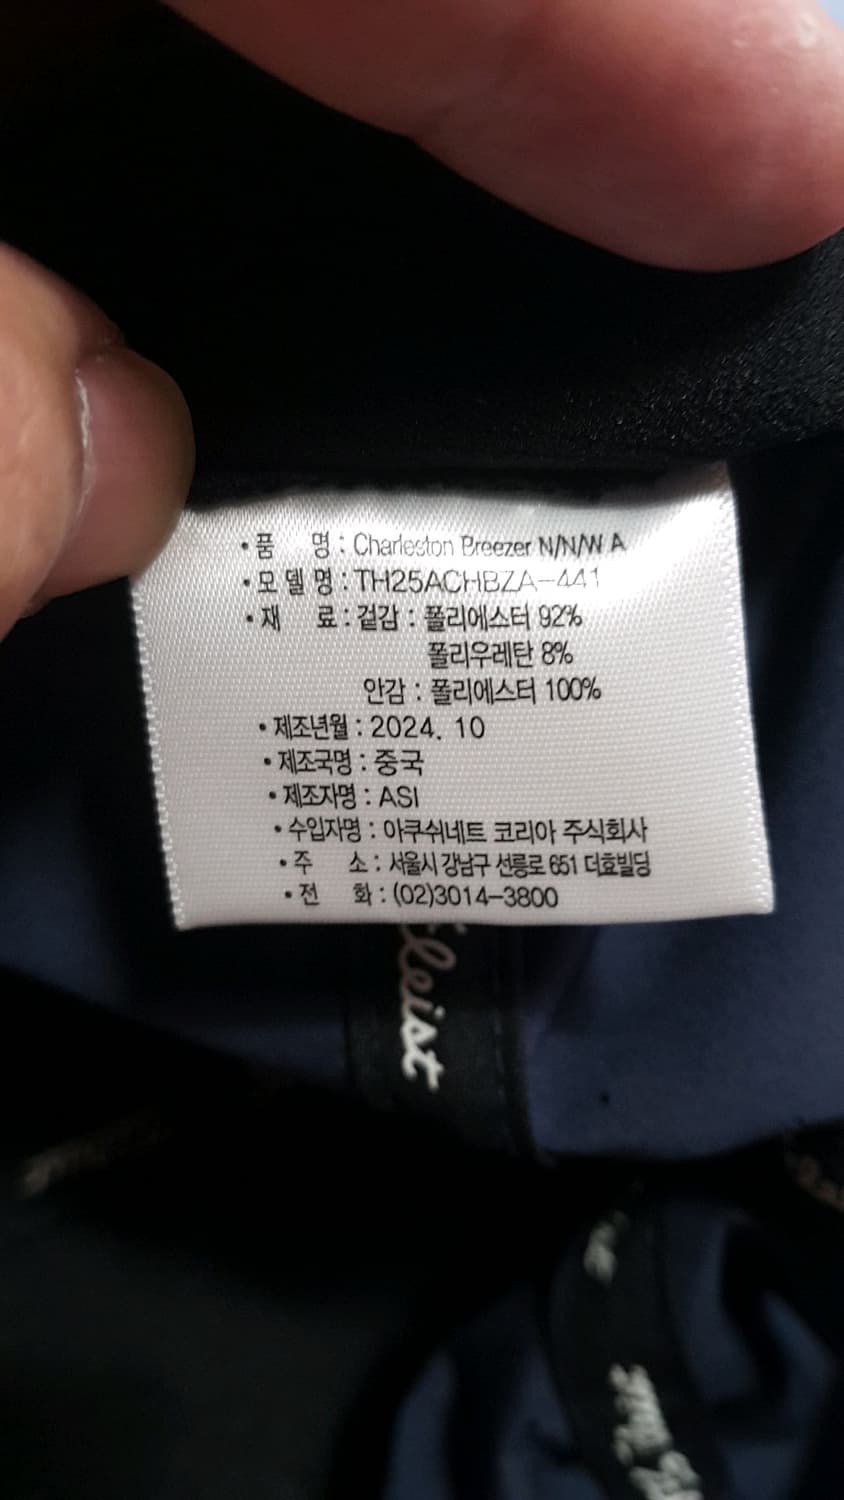 •품 명 : Charleston Breezer N/N/W A
•모 델 명 : TH25ACHBZA-441
•재 료 : 겉감 : 폴리에스터 92%
폴리우레탄 8%
안감 : 폴리에스터 100%
•제조년월 : 2024. 10
•제조국명 : 중국
•제조자명 : ASI
•수입자명 : 아쿠쉬네트 코리아 주식회사
•주 소 : 서울시 강남구 선릉로 651 더효빌딩
•전 화 : (02)3014-3800
tleist